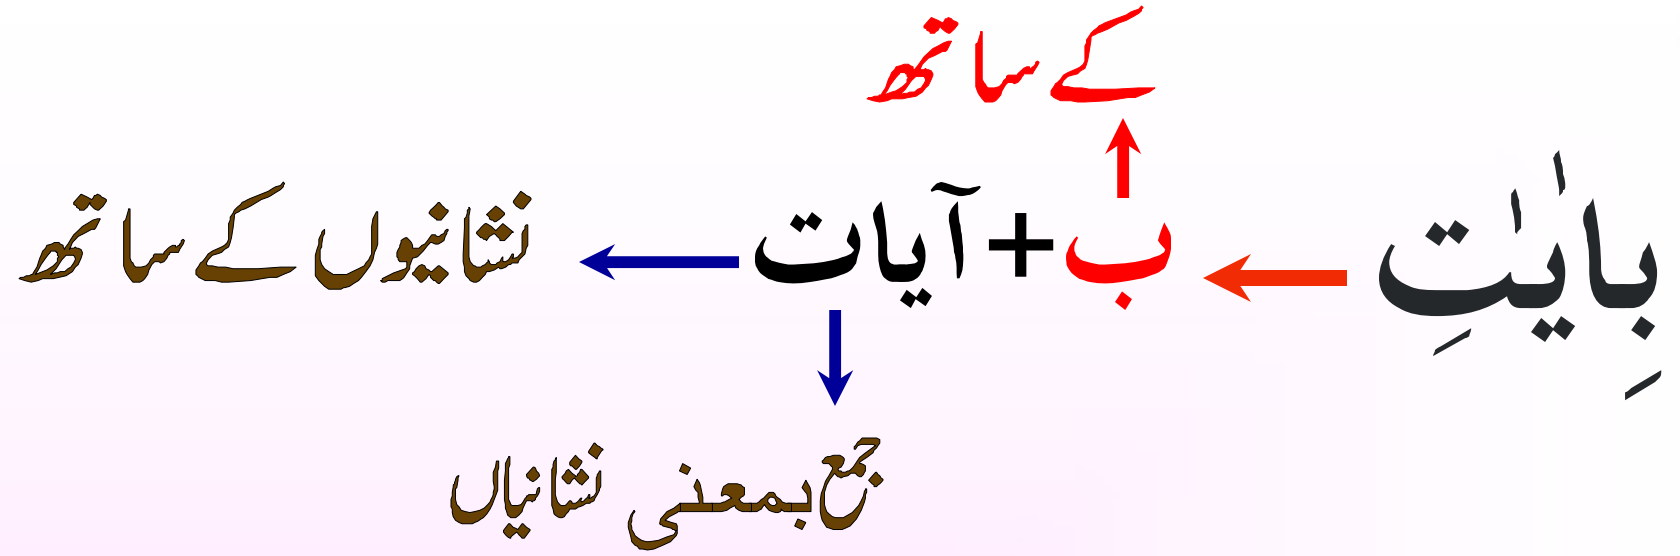 کے ساتھ
بِاٰیٰتِ
ب + آیات
نشانیوں کے ساتھ
جمع بمعنی نشانیاں